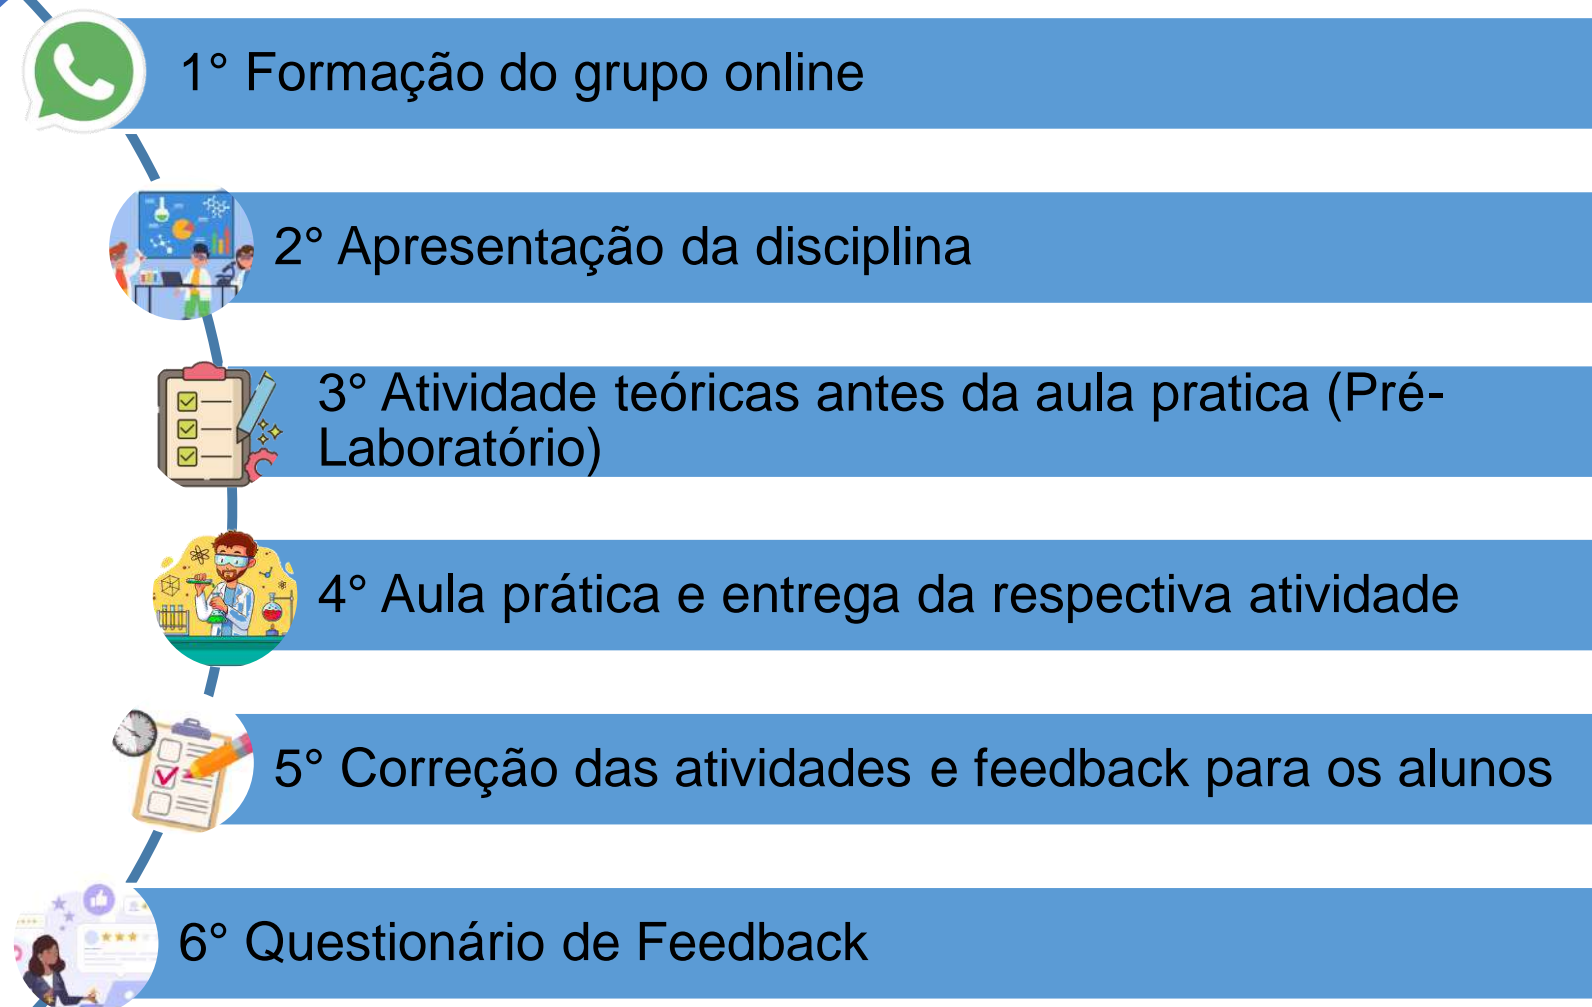 1° Formação do grupo online
2° Apresentação da disciplina
3° Atividade teóricas antes da aula pratica (Pré-
Laboratório)
4° Aula prática e entrega da respectiva atividade
5° Correção das atividades e feedback para os alunos
6° Questionário de Feedback